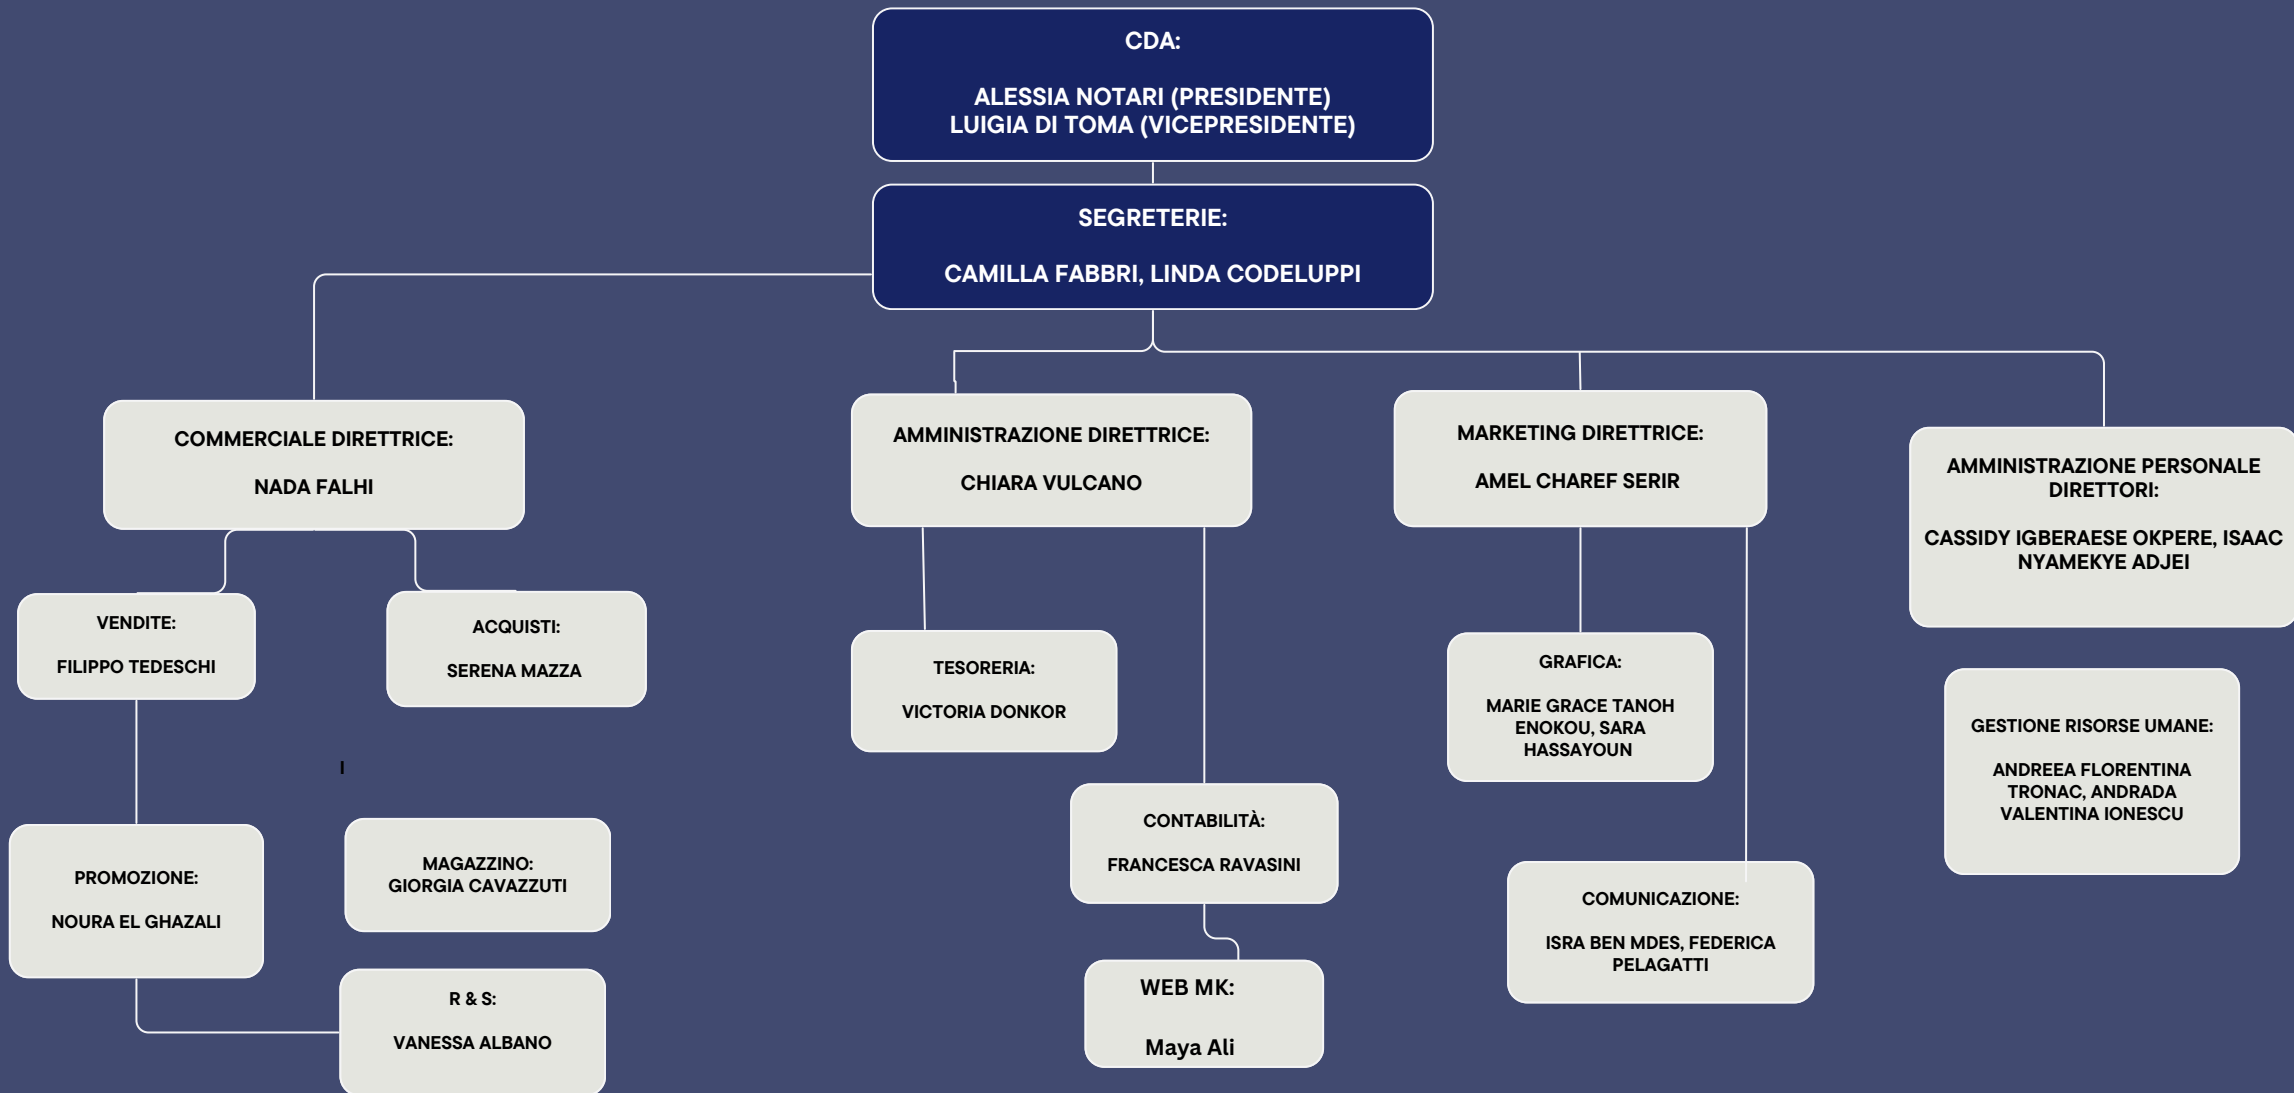 CDA:
ALESSIA NOTARI (PRESIDENTE)
LUIGIA DI TOMA (VICEPRESIDENTE)
SEGRETERIE:
CAMILLA FABBRI, LINDA CODELUPPI
COMMERCIALE DIRETTRICE:
NADA FALHI
AMMINISTRAZIONE DIRETTRICE:
CHIARA VULCANO
MARKETING DIRETTRICE:
AMEL CHAREF SERIR
AMMINISTRAZIONE PERSONALE
DIRETTORI:
CASSIDY IGBERAESE OKPERE, ISAAC
NYAMEKYE ADJEI
VENDITE:
FILIPPO TEDESCHI
ACQUISTI:
SERENA MAZZA
TESORERIA:
VICTORIA DONKOR
GRAFICA:
MARIE GRACE TANOH
ENOKOU, SARA
HASSAYOUN
GESTIONE RISORSE UMANE:
ANDREEA FLORENTINA
TRONAC, ANDRADA
VALENTINA IONESCU
I
PROMOZIONE:
NOURA EL GHAZALI
MAGAZZINO:
GIORGIA CAVAZZUTI
CONTABILITÀ:
FRANCESCA RAVASINI
COMUNICAZIONE:
ISRA BEN MDES, FEDERICA
PELAGATTI
R & S:
VANESSA ALBANO
WEB MK:
Maya Ali